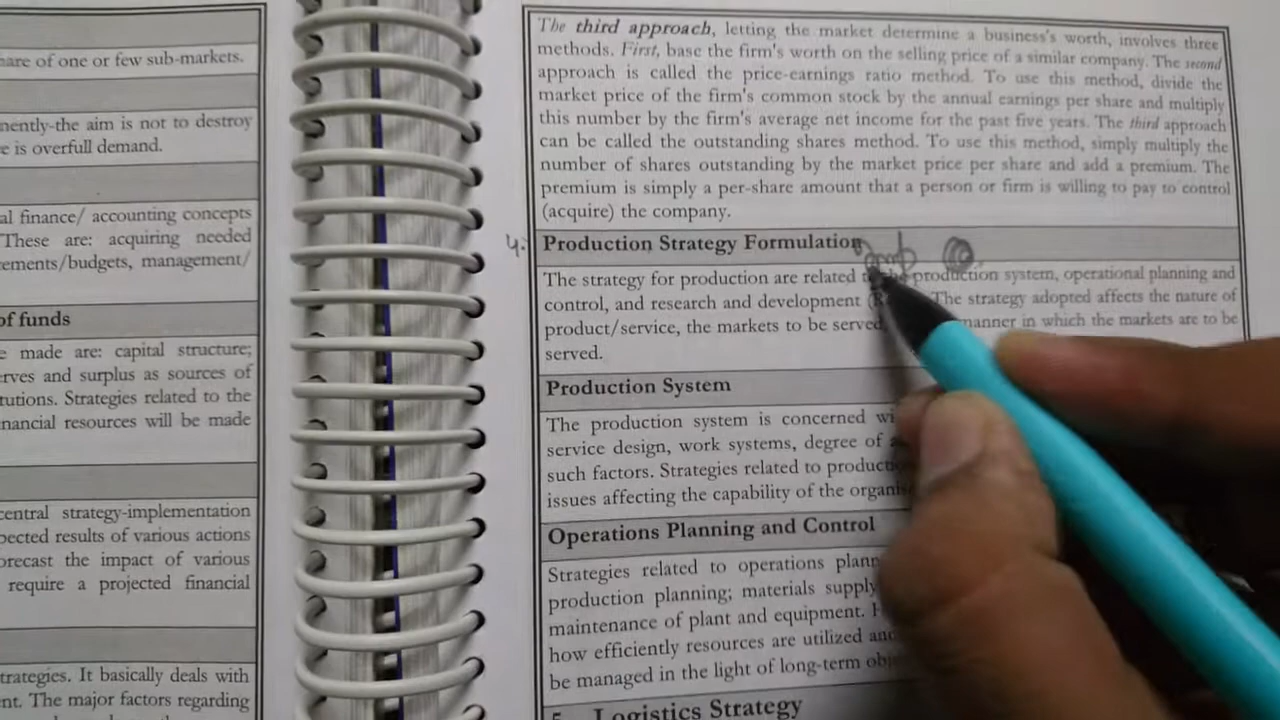 are of one or few sub-markets.
nently-the aim is not to destroy
e is overfull demand.
al finance/ accounting concepts
These are: acquiring needed
ements/budgets, management/
of funds
e made are: capital structure;
rves and surplus as sources of
tutions. Strategies related to the
nancial resources will be made
central strategy-implementation
pected results of various actions
orecast the impact of various
require a projected financial
trategies. It basically deals with
nt. The major factors regarding
The third approach, letting the market determine a business's worth, involves three
methods. First, base the firm's worth on the selling price of a similar company. The second
approach is called the price-earnings ratio method. To use this method, divide the
market price of the firm's common stock by the annual earnings per share and multiply
this number by the firm's average net income for the past five years. The third approach
can be called the outstanding shares method. To use this method, simply multiply the
number of shares outstanding by the market price per share and add a premium. The
premium is simply a per-share amount that a person or firm is willing to pay to control
(acquire) the company.
4. Production Strategy Formulation
The strategy for production are related the production system, operational planning and
control, and research and development The strategy adopted affects the nature of
product/service, the markets to be served, manner in which the markets are to be
served.
Production System
The production system is concerned wi
service design, work systems, degree of
such factors. Strategies related to producti
issues affecting the capability of the organis
Operations Planning and Control
Strategies related to operations plann
production planning; materials supply
maintenance of plant and equipment. H
how efficiently resources are utilized and
be managed in the light of long-term obj
5. Logistics Strategy